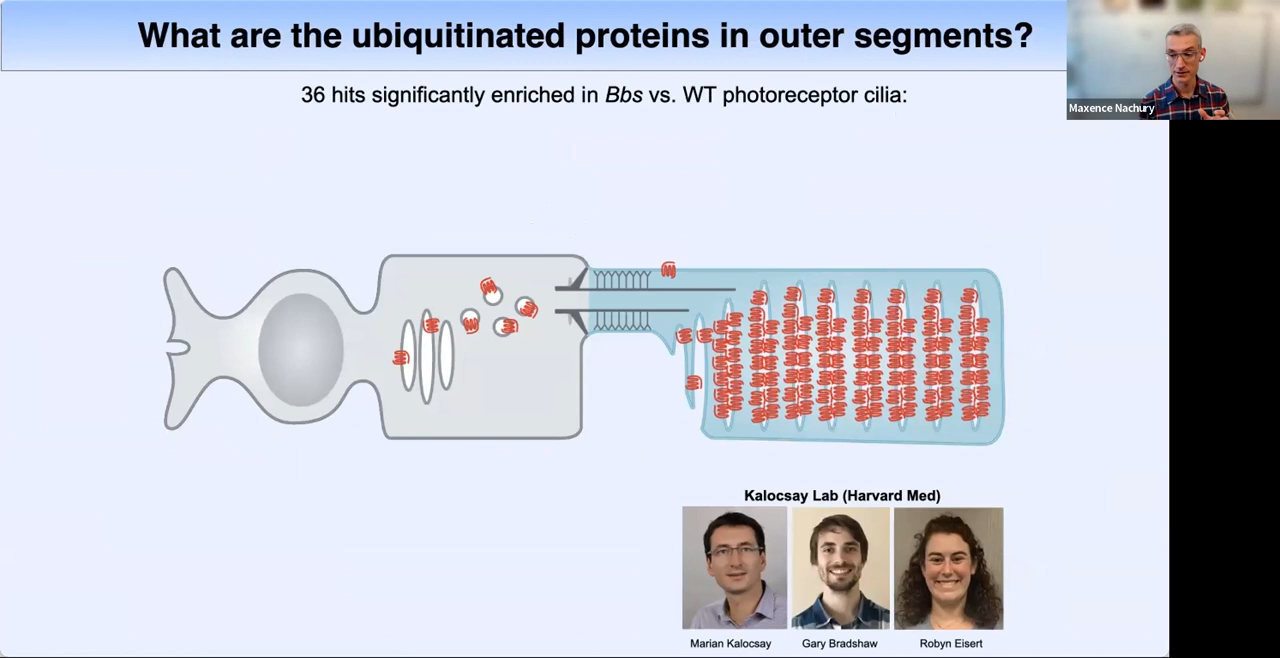 What are the ubiquitinated proteins in outer segments?
Maxence Nachury
36 hits significantly enriched in Bbs vs. WT photoreceptor cilia:
Kalocsay Lab (Harvard Med)
Marian Kalocsay
Gary Bradshaw
Robyn Eisert